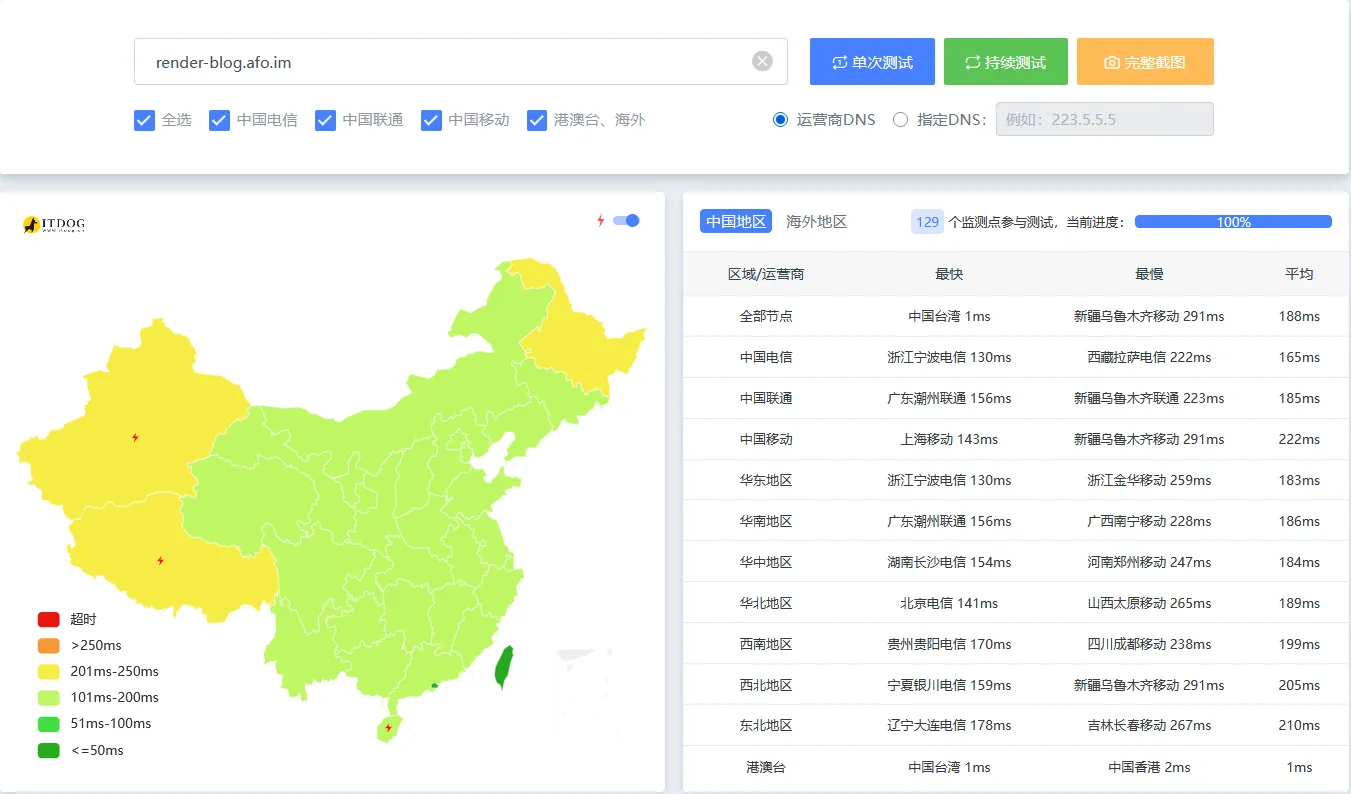 render-blog.afo.im
单次测试 持续测试 完整截图
全选 中国电信 中国联通 中国移动 港澳台、海外 运营商DNS 指定DNS: 例如：223.5.5.5
ITDOG
中国地区 海外地区 129 个监测点参与测试，当前进度： 100%
区域/运营商 最快 最慢 平均
全部节点 中国台湾 1ms 新疆乌鲁木齐移动 291ms 188ms
中国电信 浙江宁波电信 130ms 西藏拉萨电信 222ms 165ms
中国联通 广东潮州联通 156ms 新疆乌鲁木齐联通 223ms 185ms
中国移动 上海移动 143ms 新疆乌鲁木齐移动 291ms 222ms
华东地区 浙江宁波电信 130ms 浙江金华移动 259ms 183ms
华南地区 广东潮州联通 156ms 广西南宁移动 228ms 186ms
华中地区 湖南长沙电信 154ms 河南郑州移动 247ms 184ms
华北地区 北京电信 141ms 山西太原移动 265ms 189ms
西南地区 贵州贵阳电信 170ms 四川成都移动 238ms 199ms
西北地区 宁夏银川电信 159ms 新疆乌鲁木齐移动 291ms 205ms
东北地区 辽宁大连电信 178ms 吉林长春移动 267ms 210ms
港澳台 中国台湾 1ms 中国香港 2ms 1ms
超时
>250ms
201ms-250ms
101ms-200ms
51ms-100ms
<=50ms